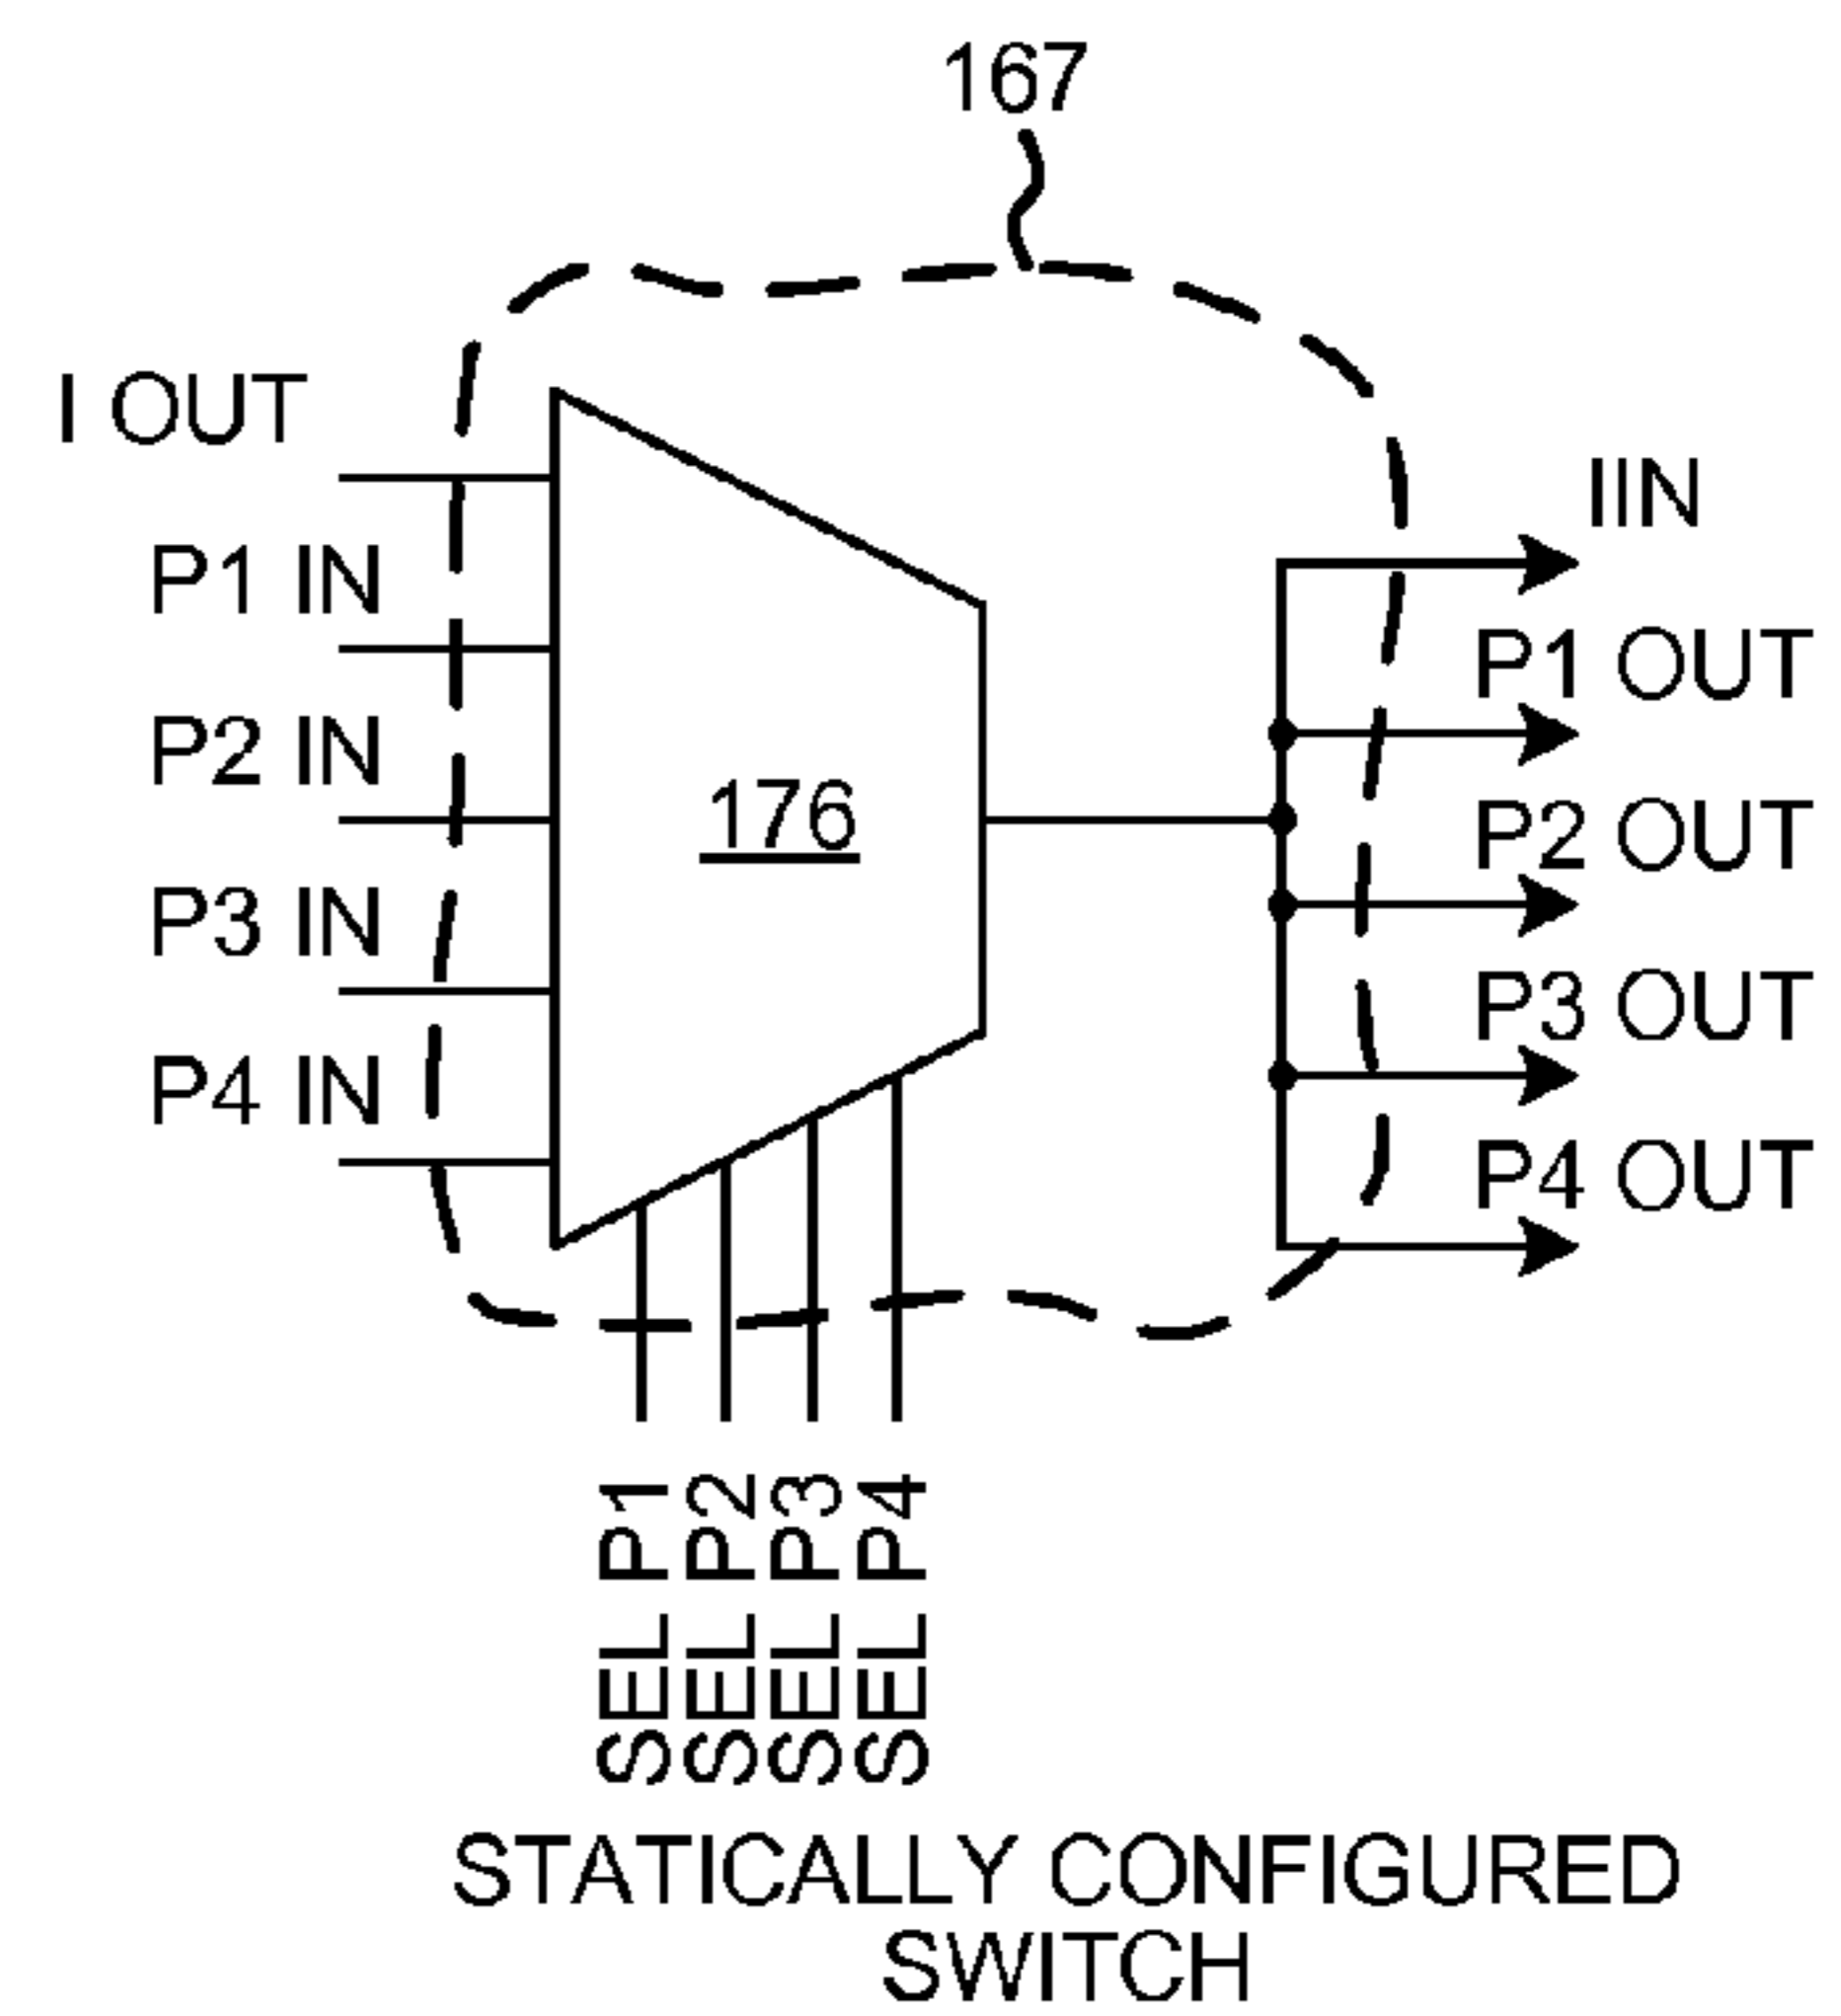 167
I OUT
P1 IN
P2 IN
P3 IN
P4 IN
176
IIN
P1 OUT
P2 OUT
P3 OUT
P4 OUT
SEL P1
SEL P2
SEL P3
SEL P4
STATICALLY CONFIGURED
SWITCH